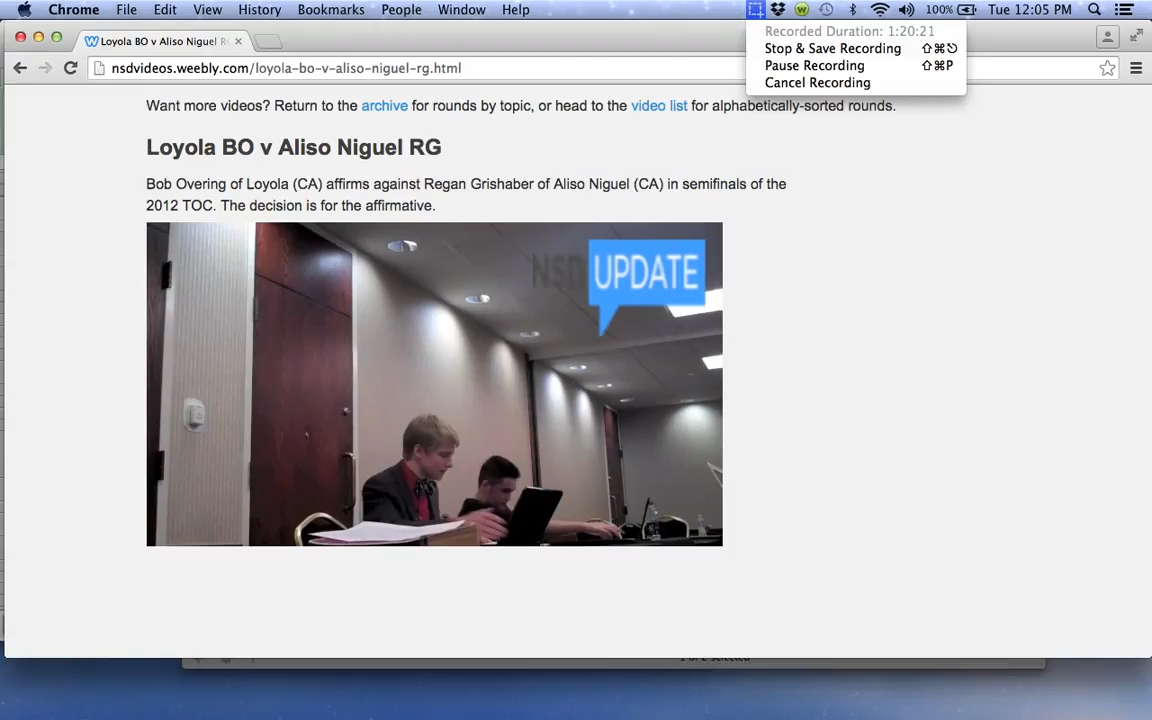 Chrome File Edit View History Bookmarks People Window Help 100% Tue 12:05 PM
Recorded Duration: 1:20:21
Stop & Save Recording ⇧⌘⎋
Pause Recording ⇧⌘P
Cancel Recording
Loyola BO v Aliso Niguel R
nsdvideos.weebly.com/loyola-bo-v-aliso-niguel-rg.html
Want more videos? Return to the archive for rounds by topic, or head to the video list for alphabetically-sorted rounds.
Loyola BO v Aliso Niguel RG
Bob Overing of Loyola (CA) affirms against Regan Grishaber of Aliso Niguel (CA) in semifinals of the
2012 TOC. The decision is for the affirmative.
NSD UPDATE